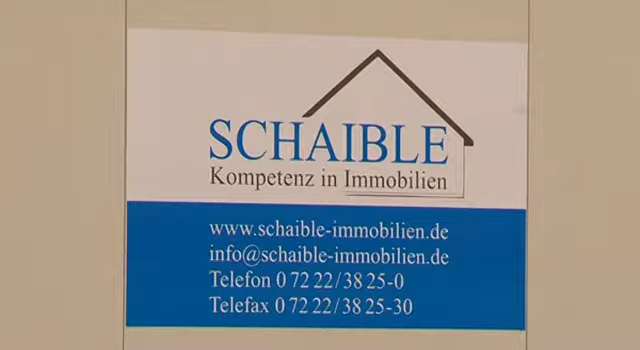 SCHAIBLE
Kompetenz in Immobilien
www.schaible-immobilien.de
info@schaible-immobilien.de
Telefon 0 72 22/38 25-0
Telefax 0 72 22/38 25-30